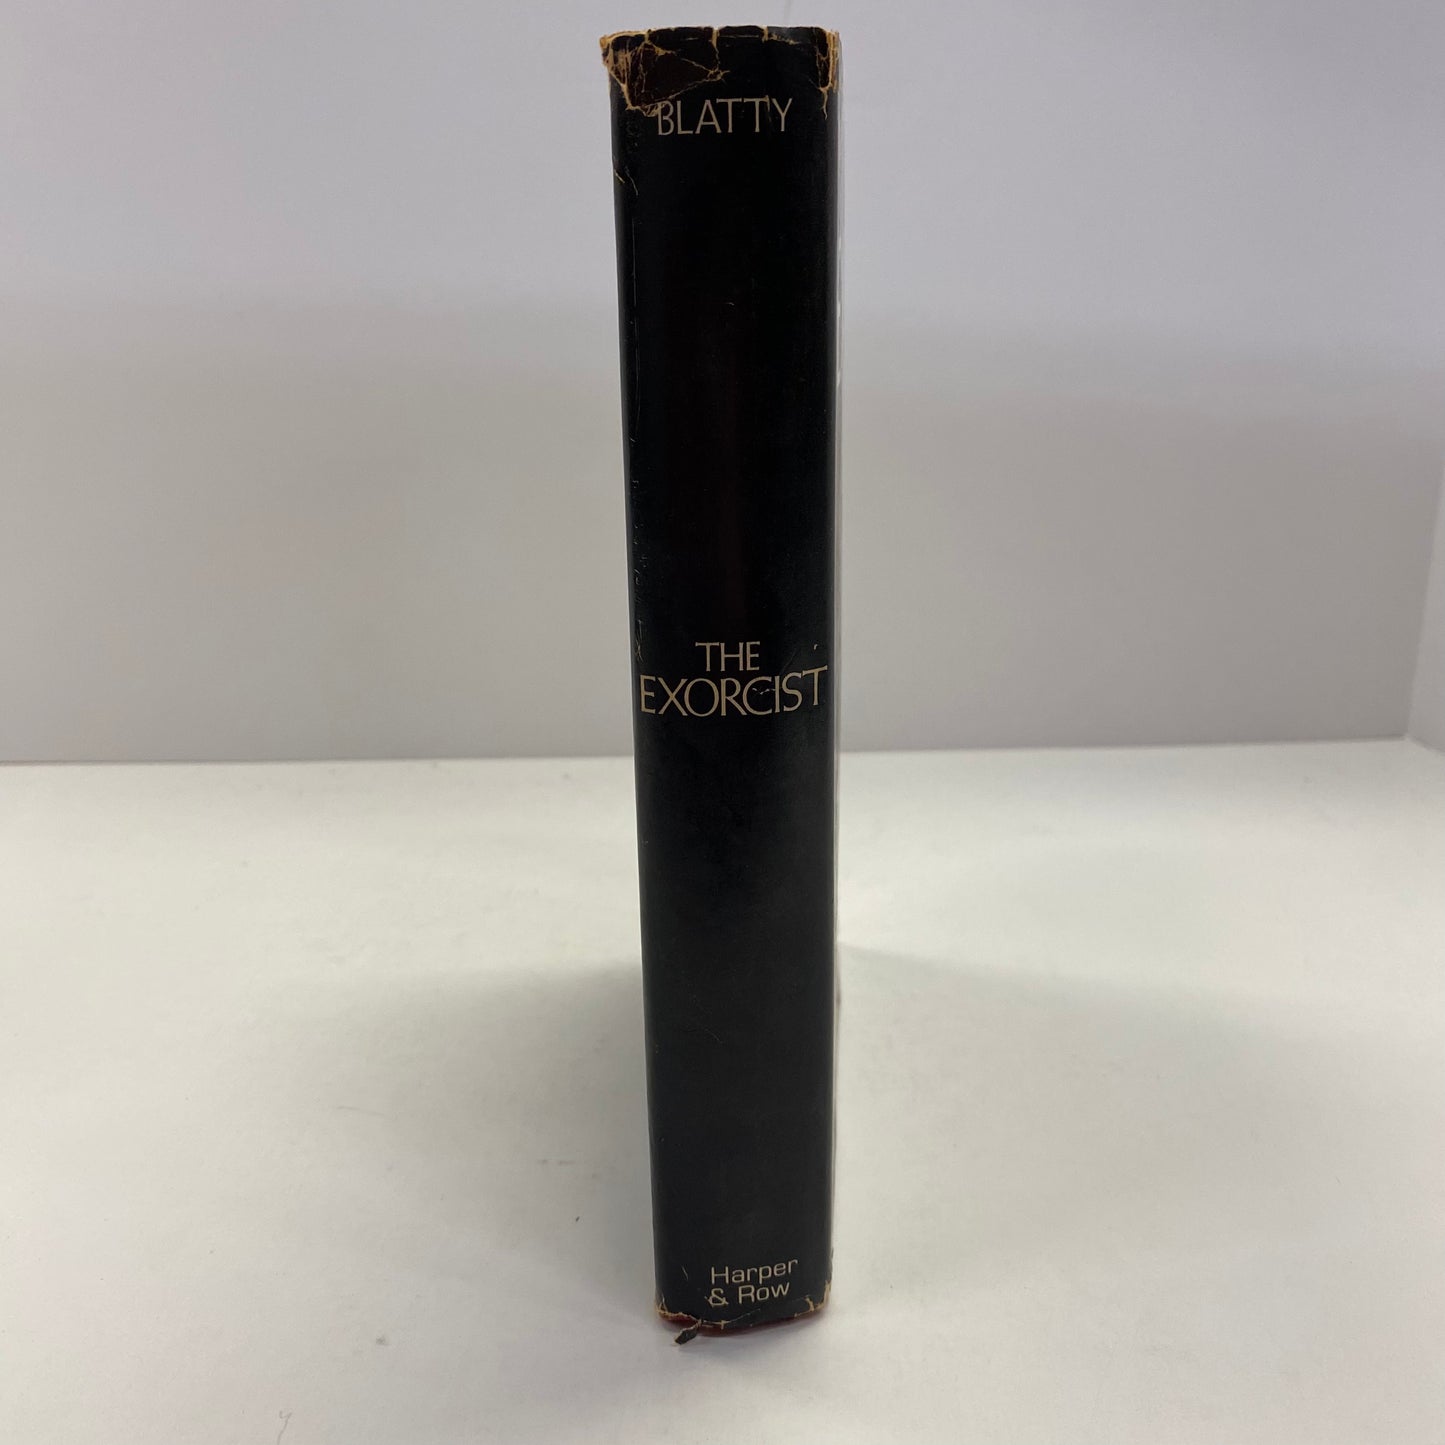 BLATTY
THE
EXORCIST
Harper
& Row